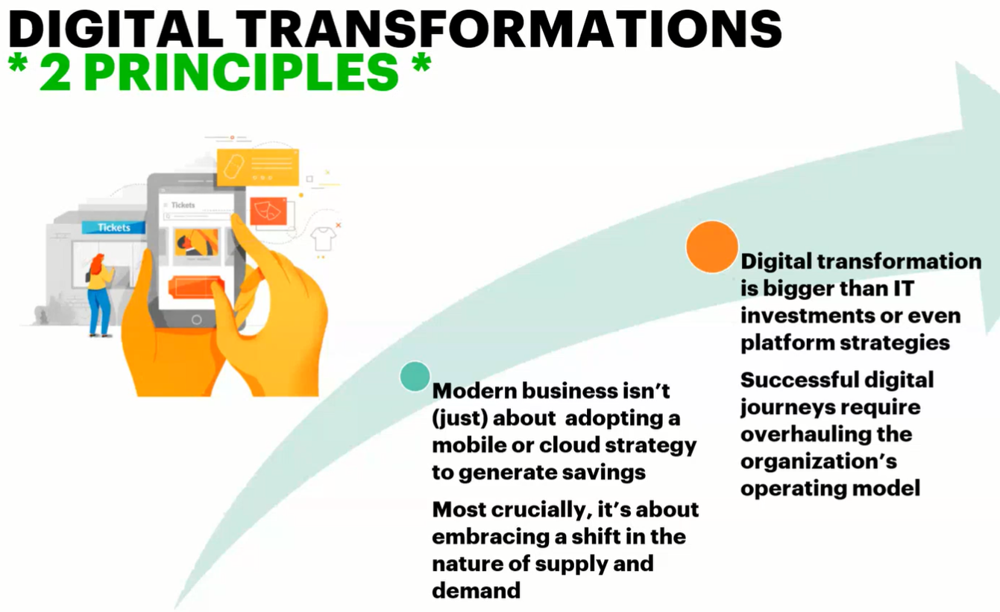 DIGITAL TRANSFORMATIONS
* 2 PRINCIPLES *
Tickets
Tickets
Digital transformation
is bigger than IT
investments or even
platform strategies
Successful digital
journeys require
overhauling the
organization’s
operating model
Modern business isn’t
(just) about  adopting a
mobile or cloud strategy
to generate savings
Most crucially, it’s about
embracing a shift in the
nature of supply and
demand